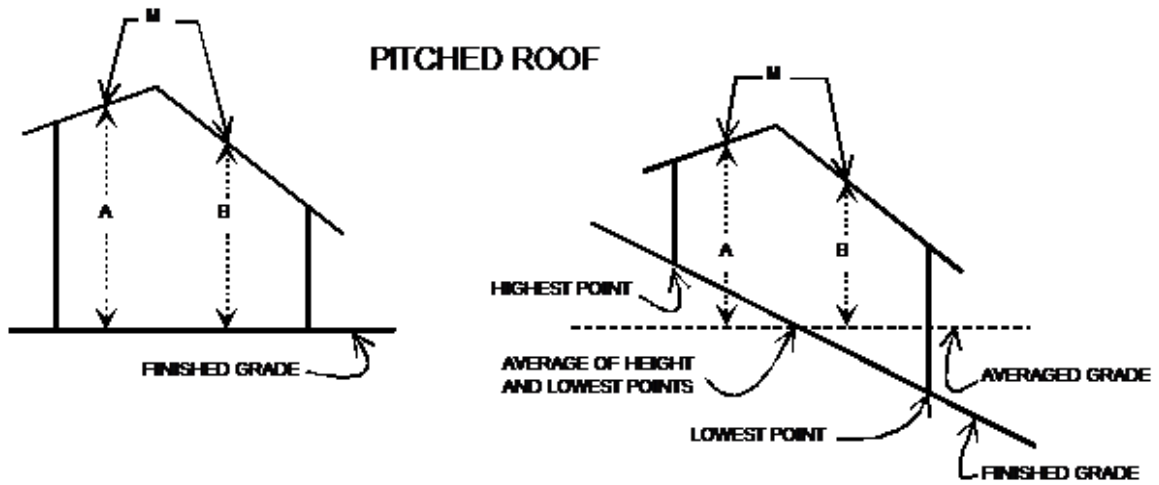 PITCHED ROOF
M
A
B
FINISHED GRADE
M
A
B
HIGHEST POINT
AVERAGE OF HEIGHT
AND LOWEST POINTS
AVERAGED GRADE
LOWEST POINT
FINISHED GRADE